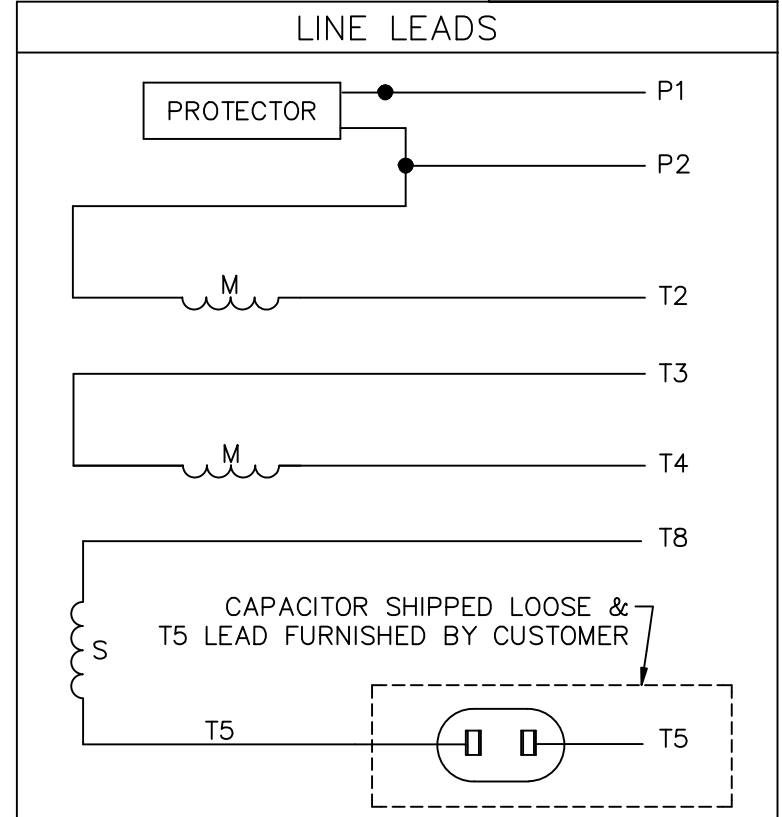 LINE LEADS
PROTECTOR
P1
P2
M
T2
T3
M
T4
T8
CAPACITOR SHIPPED LOOSE &
T5 LEAD FURNISHED BY CUSTOMER
S
T5
T5